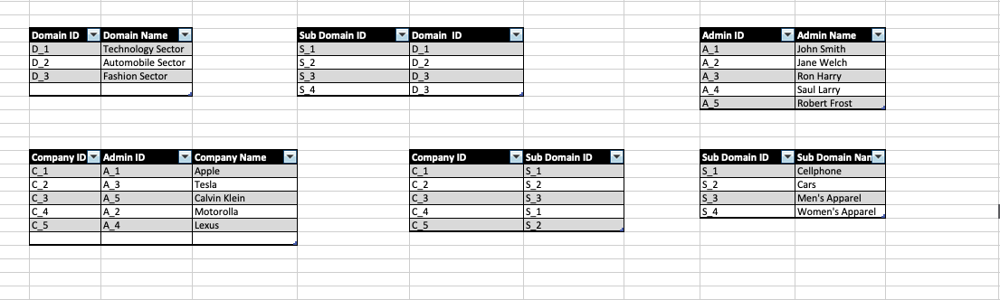 Domain ID Domain Name
D_1 Technology Sector
D_2 Automobile Sector
D_3 Fashion Sector
Sub Domain ID Domain ID
S_1 D_1
S_2 D_2
S_3 D_3
S_4 D_3
Admin ID Admin Name
A_1 John Smith
A_2 Jane Welch
A_3 Ron Harry
A_4 Saul Larry
A_5 Robert Frost
Company ID Admin ID Company Name
C_1 A_1 Apple
C_2 A_3 Tesla
C_3 A_5 Calvin Klein
C_4 A_2 Motorolla
C_5 A_4 Lexus
Company ID Sub Domain ID
C_1 S_1
C_2 S_2
C_3 S_3
C_4 S_1
C_5 S_2
Sub Domain ID Sub Domain Nan
S_1 Cellphone
S_2 Cars
S_3 Men's Apparel
S_4 Women's Apparel